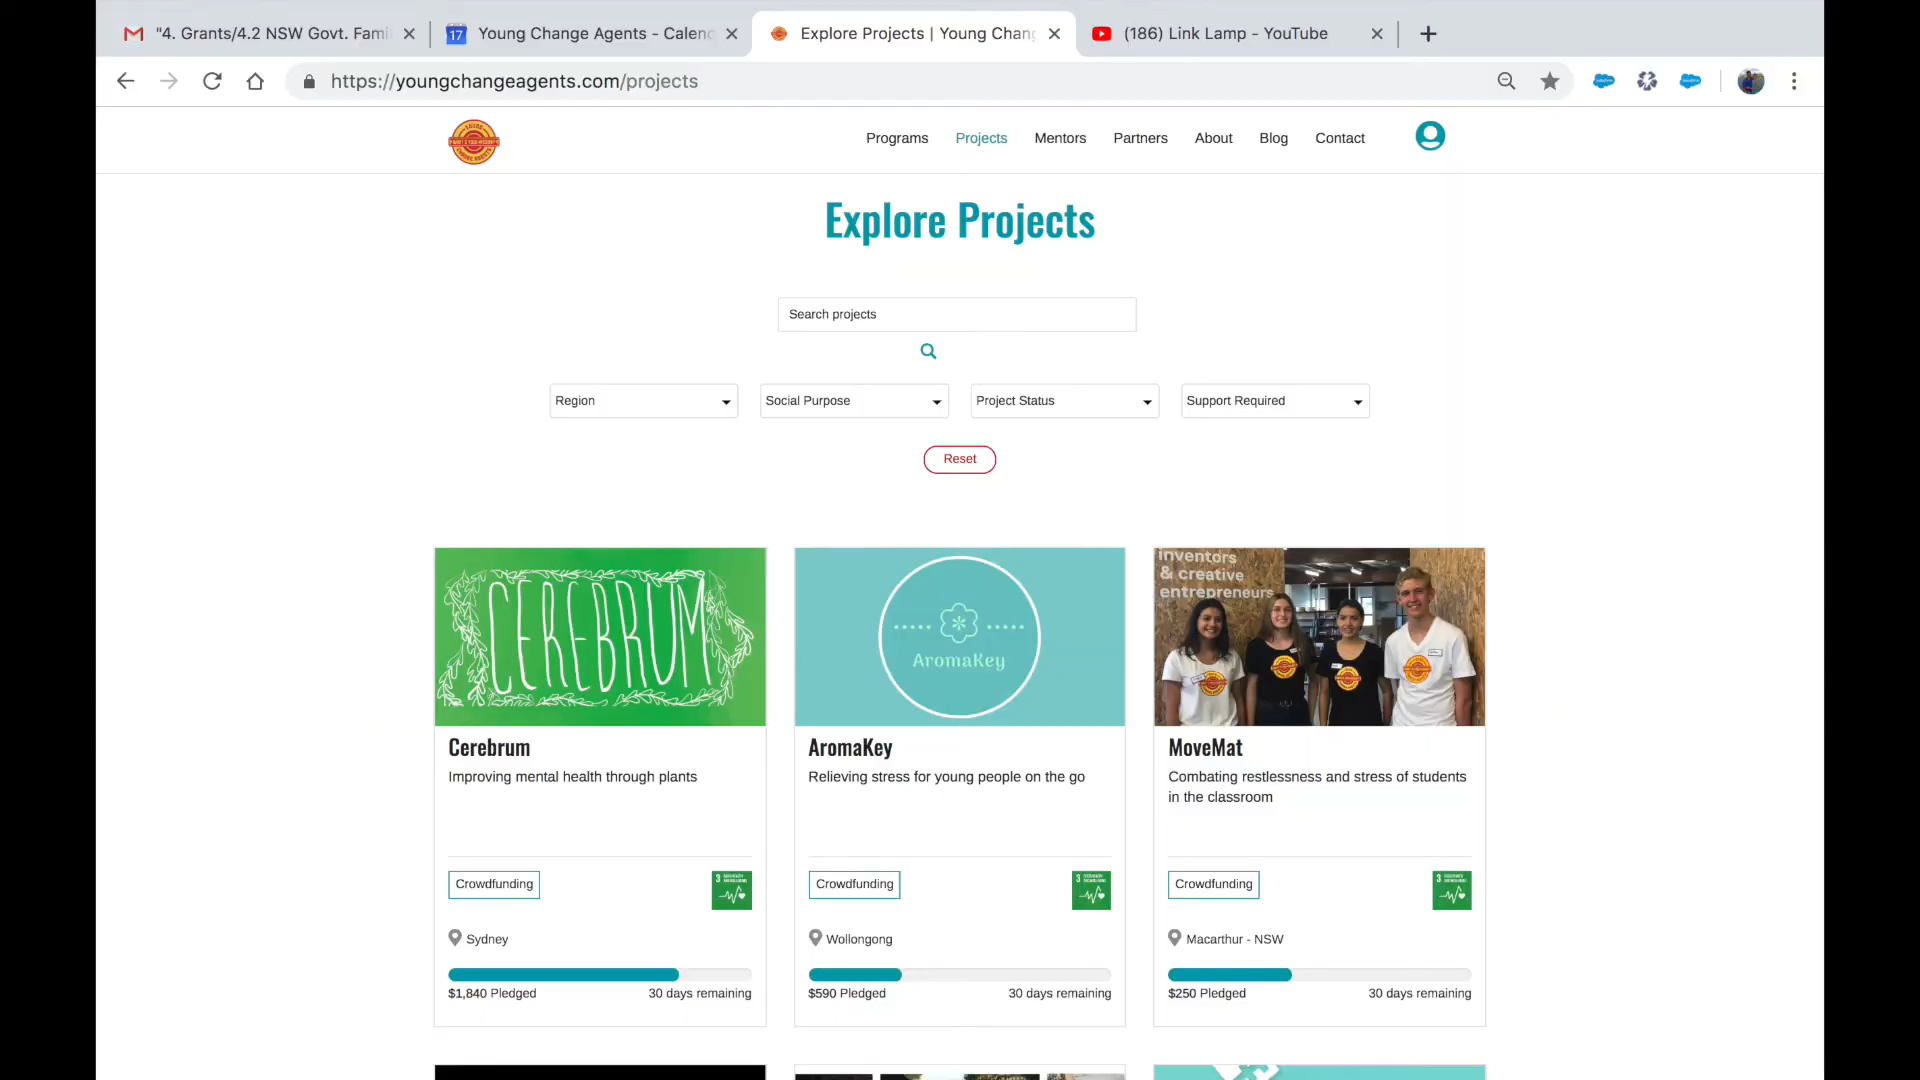 "4. Grants/4.2 NSW Govt. Fami
Young Change Agents - Calenc
Explore Projects | Young Chang
(186) Link Lamp - YouTube
https://youngchangeagents.com/projects
Programs
Projects
Mentors
Partners
About
Blog
Contact
Explore Projects
Search projects
Region
Social Purpose
Project Status
Support Required
Reset
CEREBRUM
AromaKey
inventors
& creative
entrepreneurs
Cerebrum
Improving mental health through plants
AromaKey
Relieving stress for young people on the go
MoveMat
Combating restlessness and stress of students
in the classroom
Crowdfunding
Crowdfunding
Crowdfunding
Sydney
Wollongong
Macarthur - NSW
$1,840 Pledged
30 days remaining
$590 Pledged
30 days remaining
$250 Pledged
30 days remaining